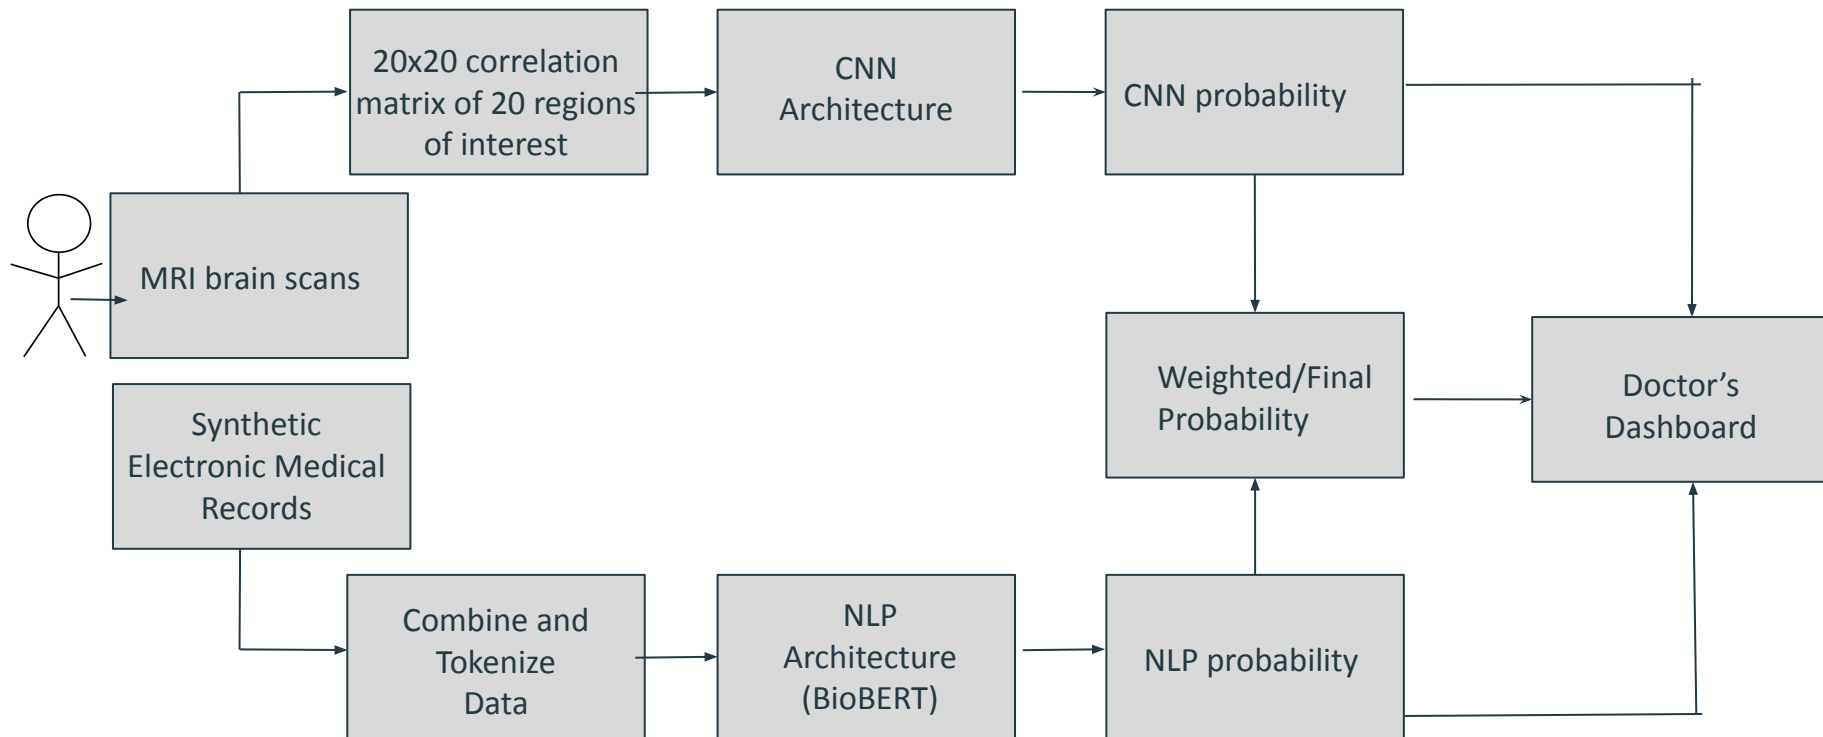 20x20 correlation
matrix of 20 regions
of interest
CNN
Architecture
CNN probability
MRI brain scans
Weighted/Final
Probability
Doctor’s
Dashboard
Synthetic
Electronic Medical
Records
Combine and
Tokenize
Data
NLP
Architecture
(BioBERT)
NLP probability